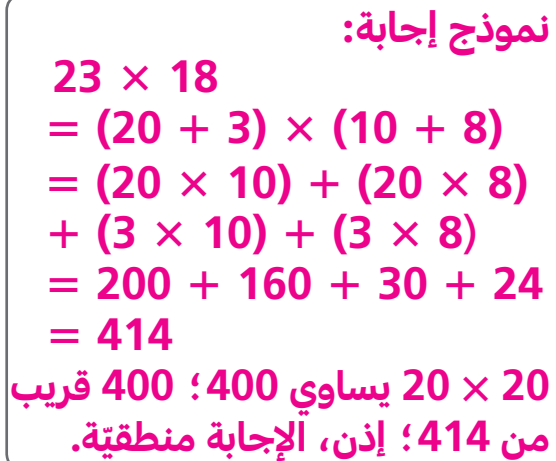 نموذج إجابة:
23 × 18
= (20 + 3) × (10 + 8)
= (20 × 10) + (20 × 8)
+ (3 × 10) + (3 × 8)
= 200 + 160 + 30 + 24
= 414
20 × 20 يساوي 400؛ 400 قريب
من 414؛ إذن، الإجابة منطقيّة.